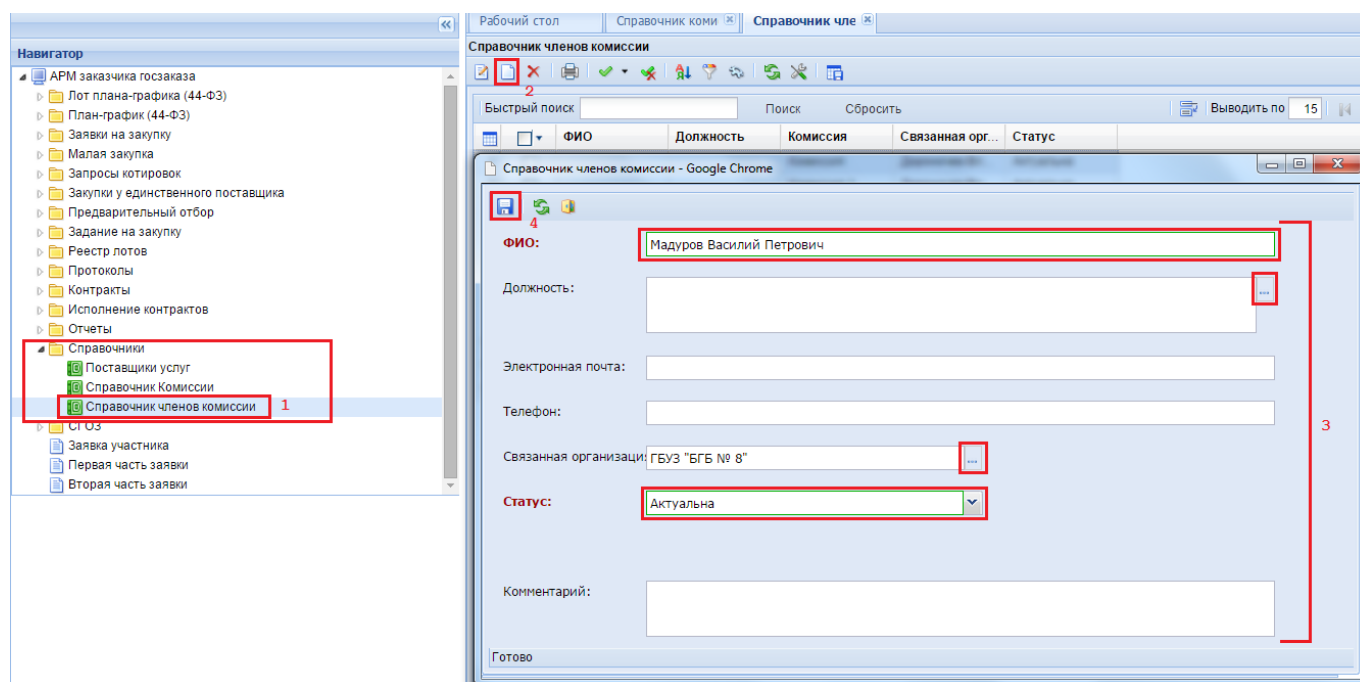 Навигатор
АРМ заказчика госзаказа
Лот плана-графика (44-ФЗ)
План-график (44-ФЗ)
Заявки на закупку
Малая закупка
Запросы котировок
Закупки у единственного поставщика
Предварительный отбор
Задание на закупку
Реестр лотов
Протоколы
Контракты
Исполнение контрактов
Отчеты
Справочники
Поставщики услуг
Справочник Комиссии
Справочник членов комиссии 1
СГОЗ
Заявка участника
Первая часть заявки
Вторая часть заявки
Рабочий стол Справочник коми Справочник чле
Справочник членов комиссии
2
Быстрый поиск Поиск Сбросить Выводить по 15
ФИО Должность Комиссия Связанная орг... Статус
Справочник членов комиссии - Google Chrome
4
ФИО: Мадуров Василий Петрович
Должность: ...
Электронная почта:
Телефон:
3
Связанная организаци: ГБУЗ "БГБ № 8" ...
Статус: Актуальна
Комментарий:
Готово